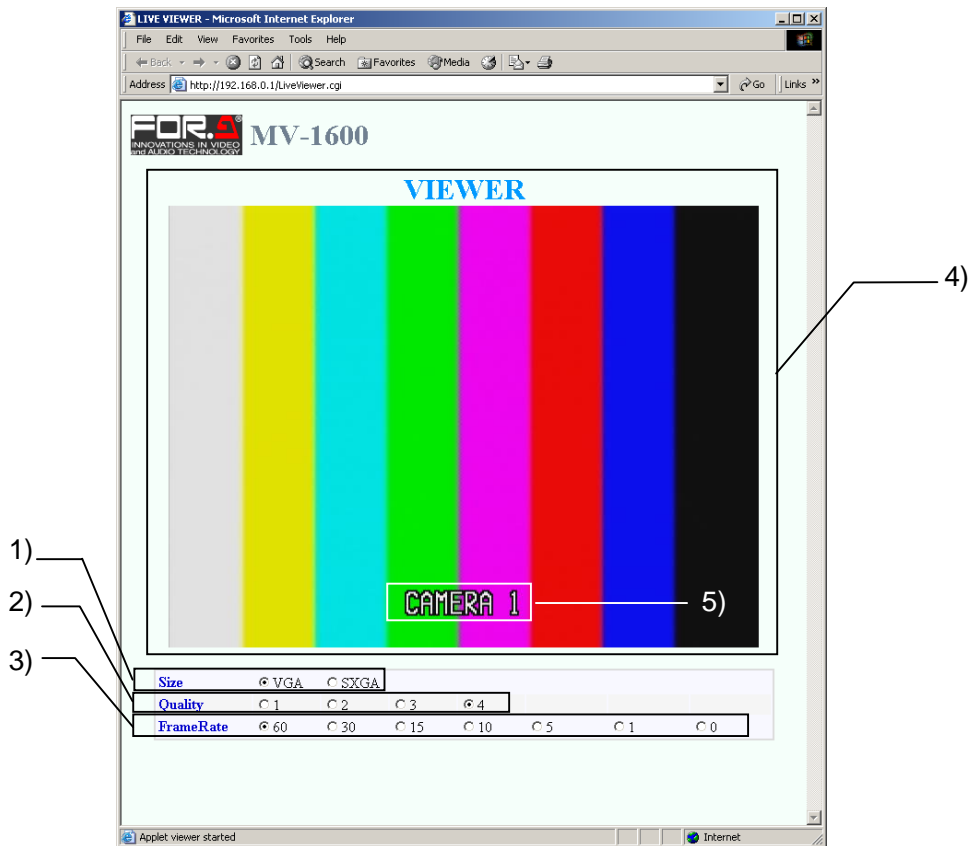 LIVE VIEWER - Microsoft Internet Explorer
File Edit View Favorites Tools Help
Back Search Favorites Media
Address http://192.168.0.1/LiveViewer.cgi Go Links »
FOR.A® MV-1600
INNOVATIONS IN VIDEO
and AUDIO TECHNOLOGY
VIEWER
4)
1)
CAMERA 1 5)
2)
3)
Size VGA SXGA
Quality 1 2 3 4
FrameRate 60 30 15 10 5 1 0
Applet viewer started Internet